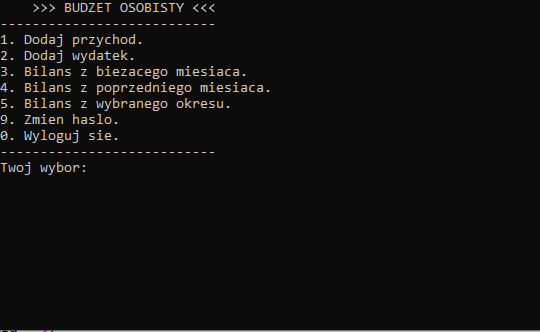 >>> BUDZET OSOBISTY <<<
---------------------------
1. Dodaj przychod.
2. Dodaj wydatek.
3. Bilans z biezacego miesiaca.
4. Bilans z poprzedniego miesiaca.
5. Bilans z wybranego okresu.
9. Zmien haslo.
0. Wyloguj sie.
---------------------------
Twoj wybor: